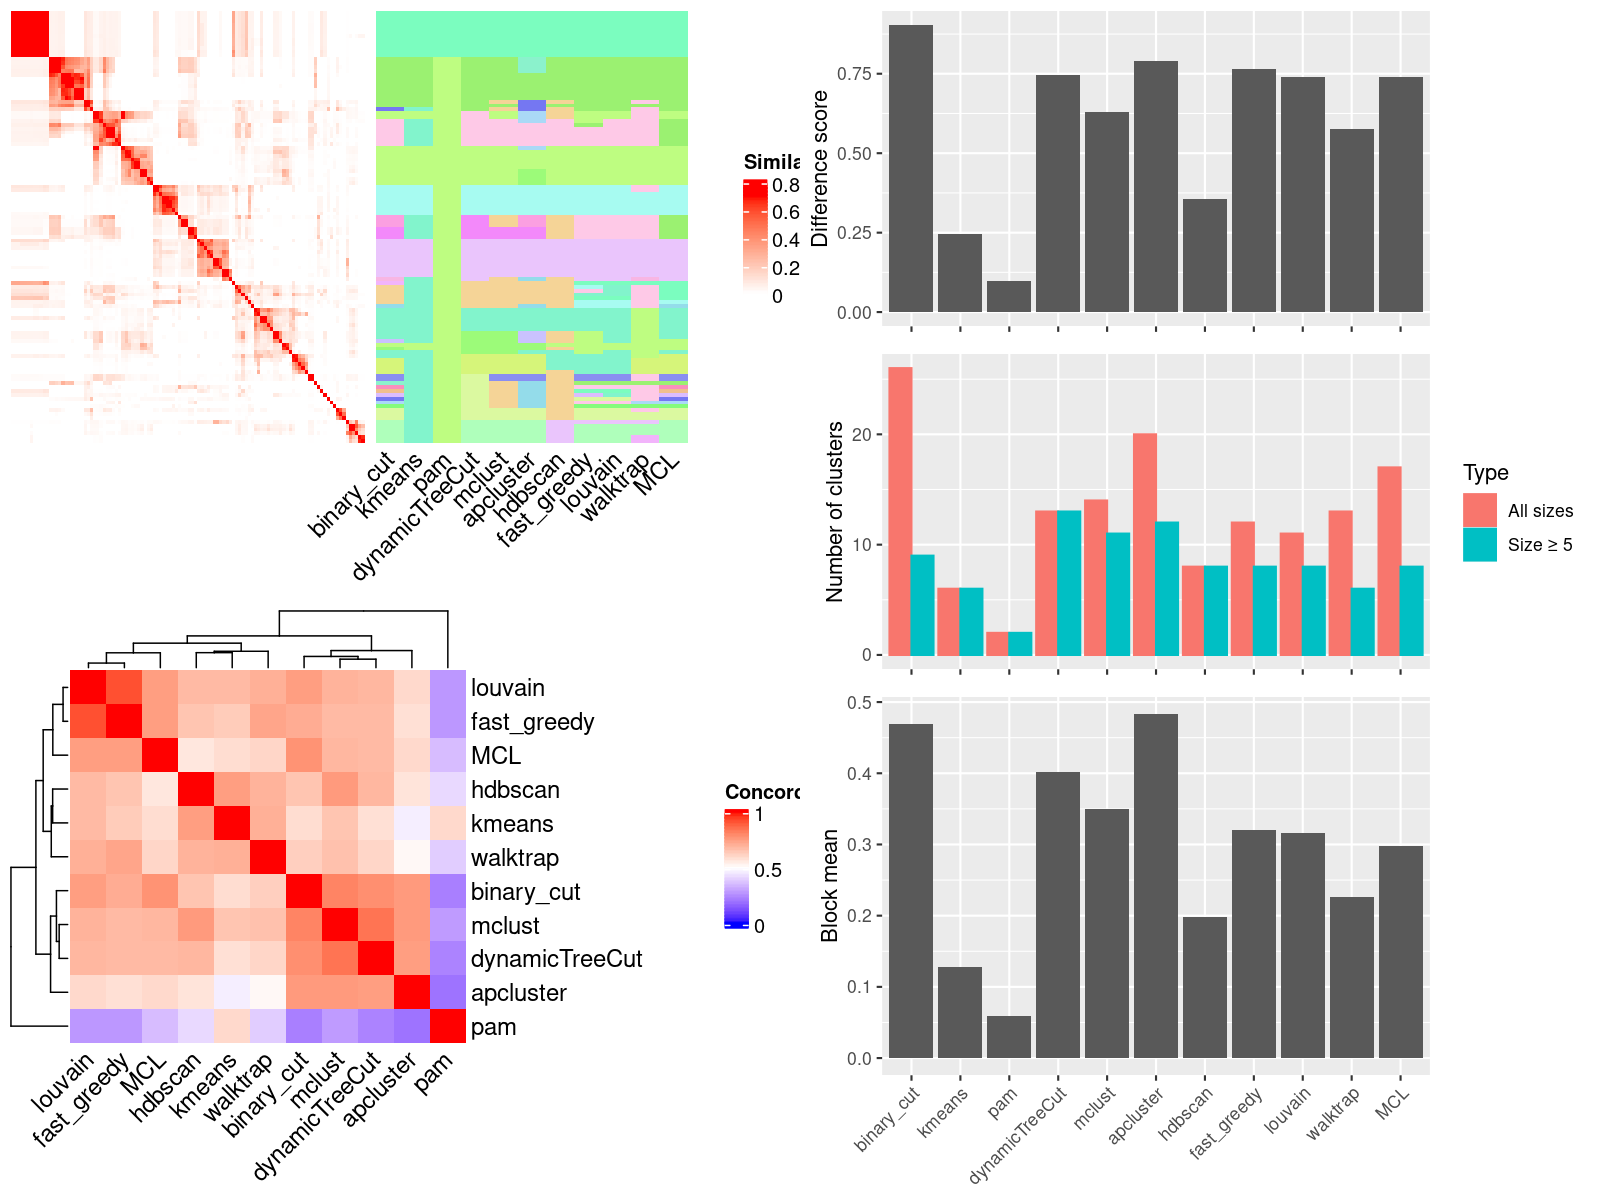 Simila
0.8
0.6
0.4
0.2
0
binary_cut
kmeans
pam
dynamicTreeCut
mclust
apcluster
hdbscan
fast_greedy
louvain
walktrap
MCL
louvain
fast_greedy
MCL
hdbscan
kmeans
walktrap
binary_cut
mclust
dynamicTreeCut
apcluster
pam
louvain
fast_greedy
MCL
hdbscan
kmeans
walktrap
binary_cut
mclust
dynamicTreeCut
apcluster
pam
Concord
1
0.5
0
Difference score
0.75
0.50
0.25
0.00
Number of clusters
20
10
0
Type
All sizes
Size ≥ 5
Block mean
0.5
0.4
0.3
0.2
0.1
0.0
binary_cut
kmeans
pam
dynamicTreeCut
mclust
apcluster
hdbscan
fast_greedy
louvain
walktrap
MCL